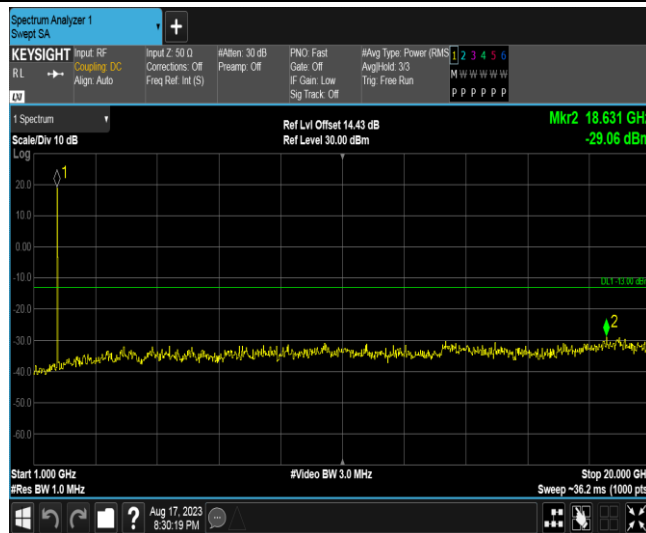 Spectrum Analyzer 1
Swept SA
KEYSIGHT
RL
LXI
Input: RF
Coupling: DC
Align: Auto
Input Z: 50 Ω
Corrections: Off
Freq Ref: Int (S)
#Atten: 30 dB
Preamp: Off
PNO: Fast
Gate: Off
IF Gain: Low
Sig Track: Off
#Avg Type: Power (RMS
Avg|Hold: 3/3
Trig: Free Run
1 2 3 4 5 6
M W W W W W
P P P P P P
1 Spectrum
Scale/Div 10 dB
Log
Ref Lvl Offset 14.43 dB
Ref Level 30.00 dBm
Mkr2 18.631 GHz
-29.06 dBm
1
20.0
10.0
0.00
-10.0
DL1 -13.00 dBm
-20.0
2
-30.0
-40.0
-50.0
-60.0
Start 1.000 GHz
#Res BW 1.0 MHz
#Video BW 3.0 MHz
Stop 20.000 GHz
Sweep ~36.2 ms (1000 pts
Aug 17, 2023
8:30:19 PM